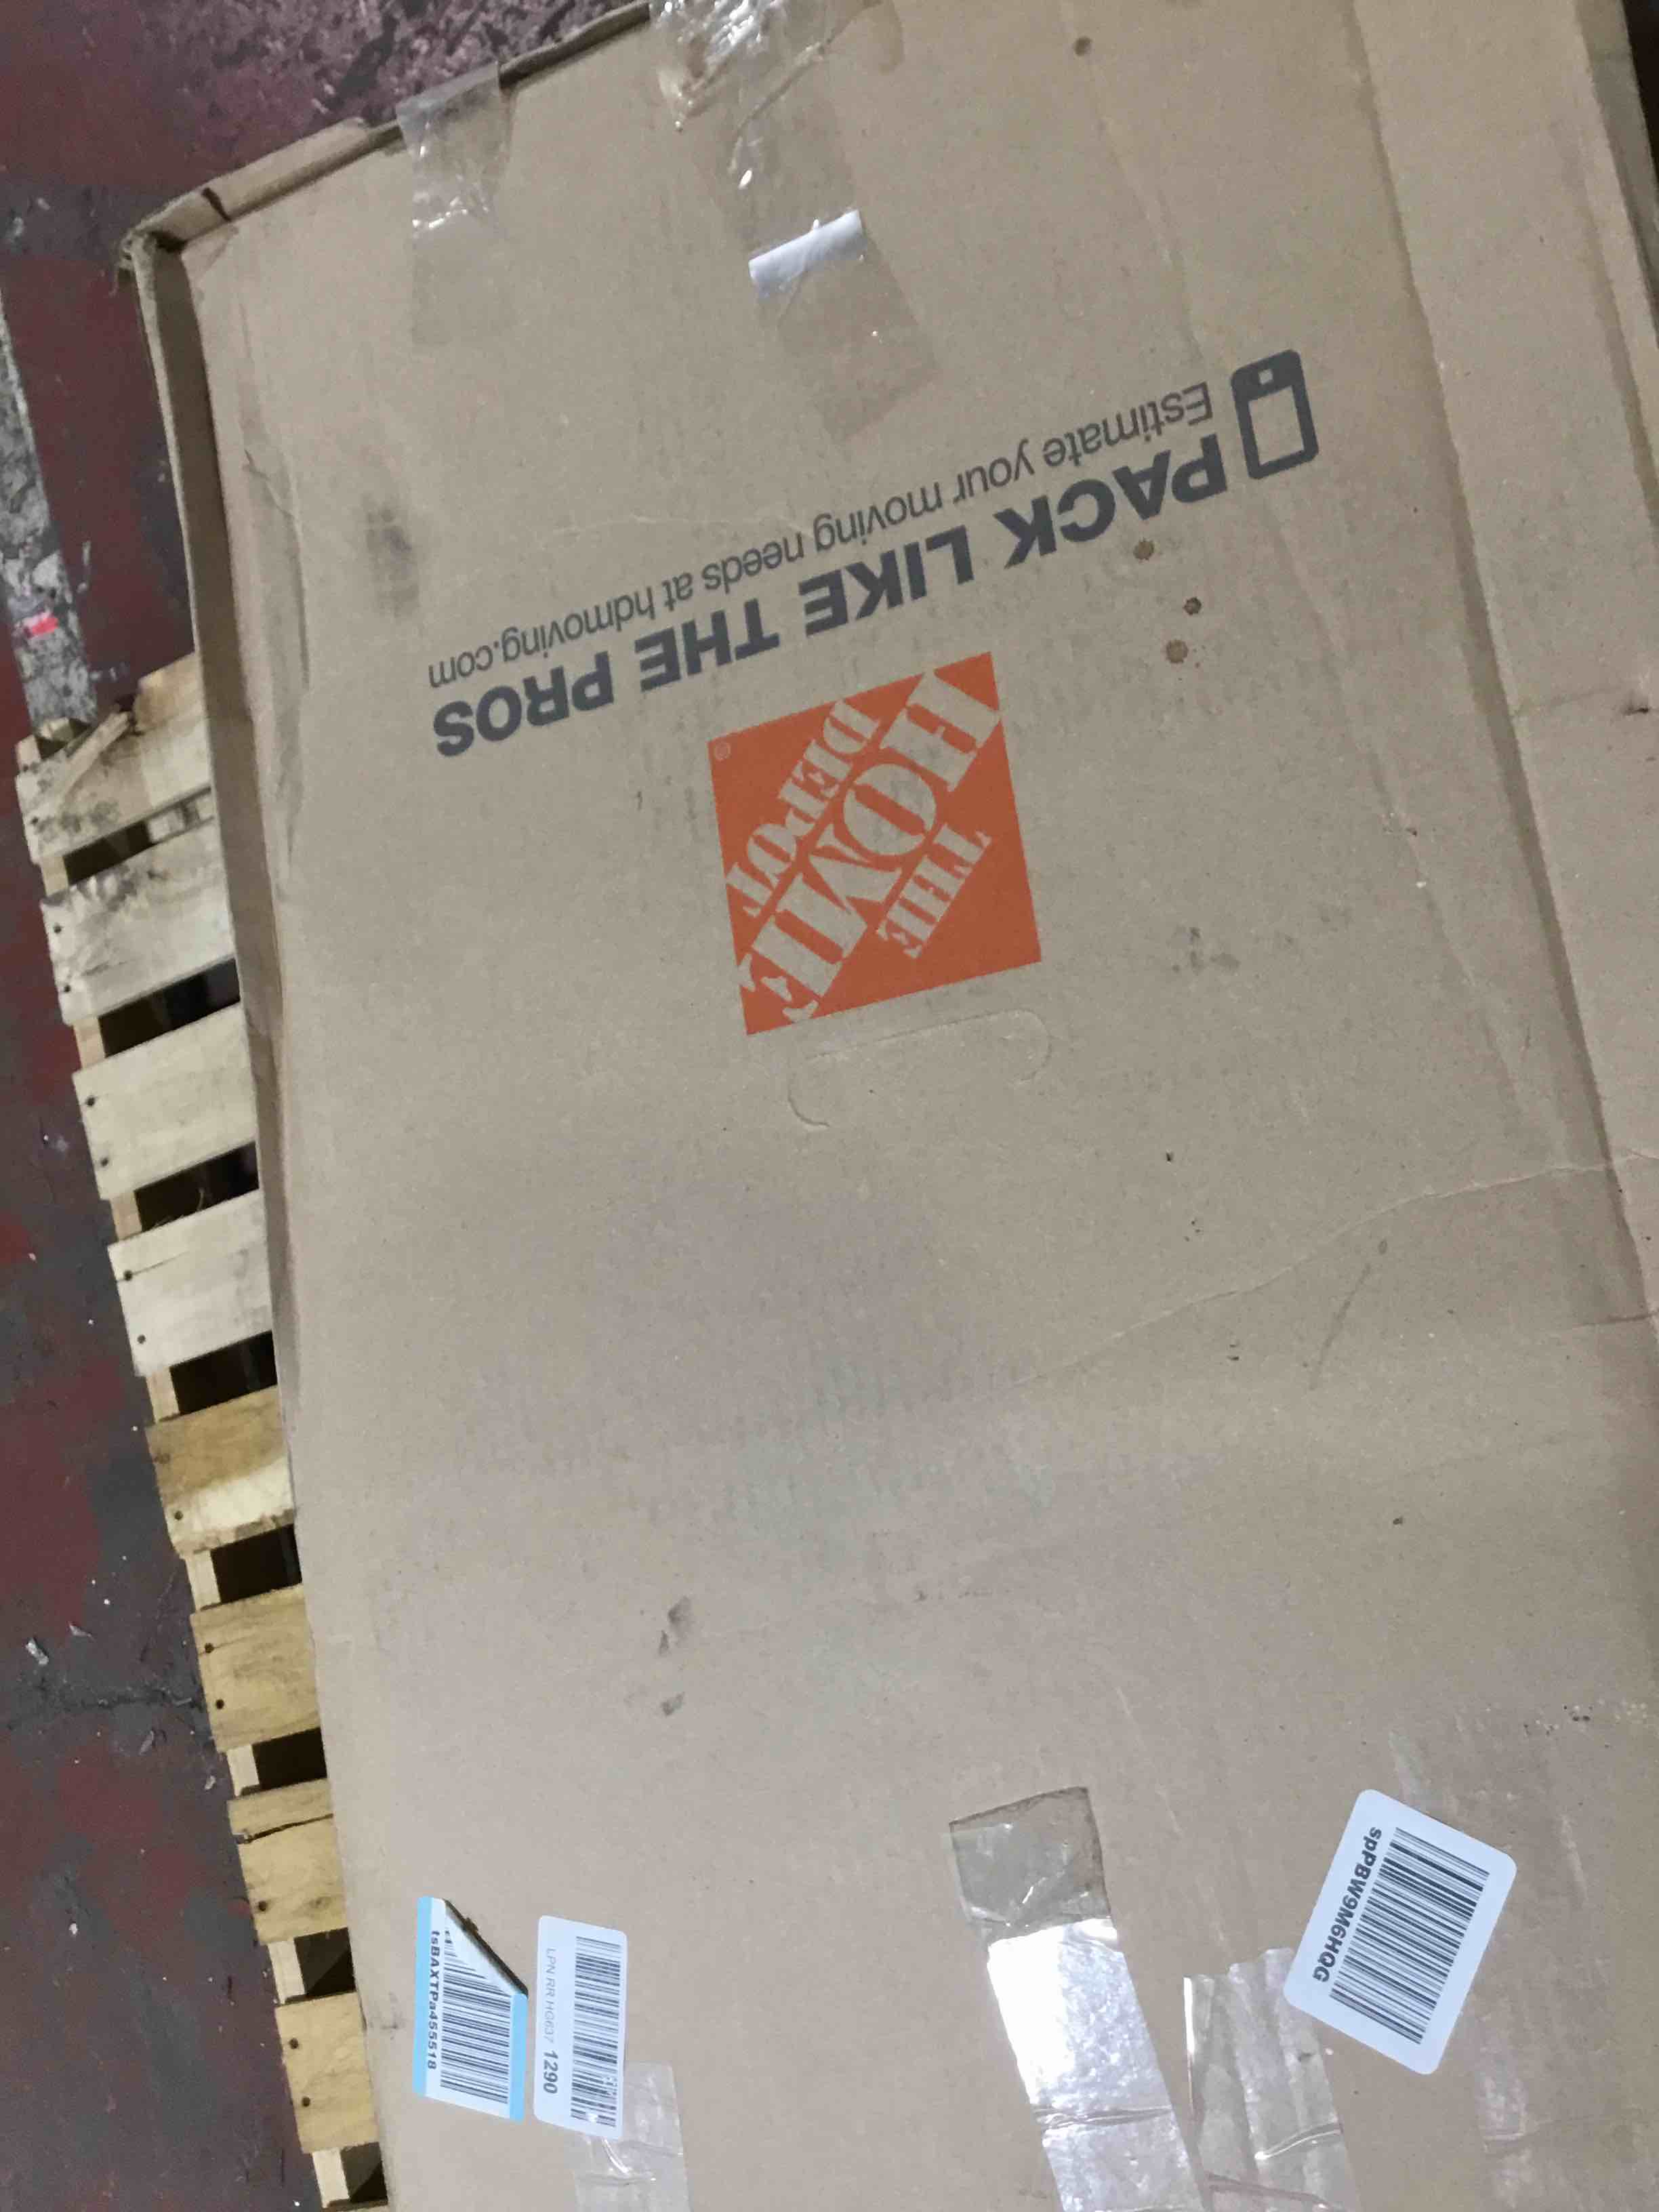 PACK LIKE THE PROS
Estimate your moving needs at hdmoving.com
THE
HOME
DEPOT
®
spPBW9M6HQG
tsBAXTPa455518
LPN RR HG637 1290